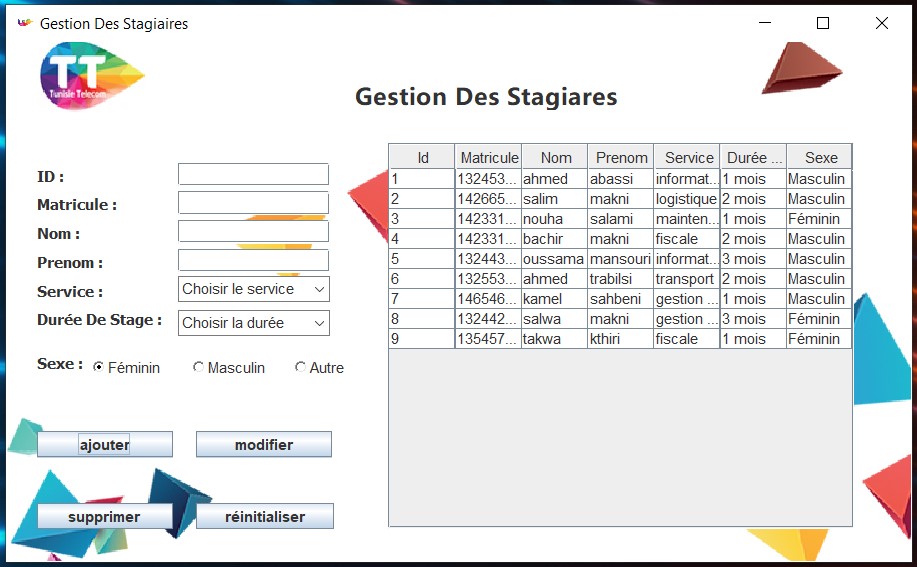 Gestion Des Stagiaires
TT
Tunisie Telecom
Gestion Des Stagiares
ID :
Matricule :
Nom :
Prenom :
Service : Choisir le service
Durée De Stage : Choisir la durée
Sexe : Féminin Masculin Autre
ajouter modifier
supprimer réinitialiser
Id Matricule Nom Prenom Service Durée ... Sexe
1 132453... ahmed abassi informat... 1 mois Masculin
2 142665... salim makni logistique 2 mois Masculin
3 142331... nouha salami mainten... 1 mois Féminin
4 142331... bachir makni fiscale 2 mois Masculin
5 132443... oussama mansouri informat... 3 mois Masculin
6 132553... ahmed trabilsi transport 2 mois Masculin
7 146546... kamel sahbeni gestion ... 1 mois Masculin
8 132442... salwa makni gestion ... 3 mois Féminin
9 135457... takwa kthiri fiscale 1 mois Féminin